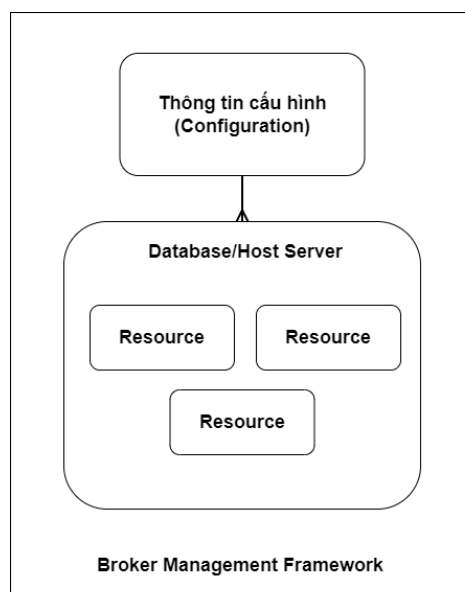 Thông tin cấu hình
(Configuration)
Database/Host Server
Resource
Resource
Resource
Broker Management Framework